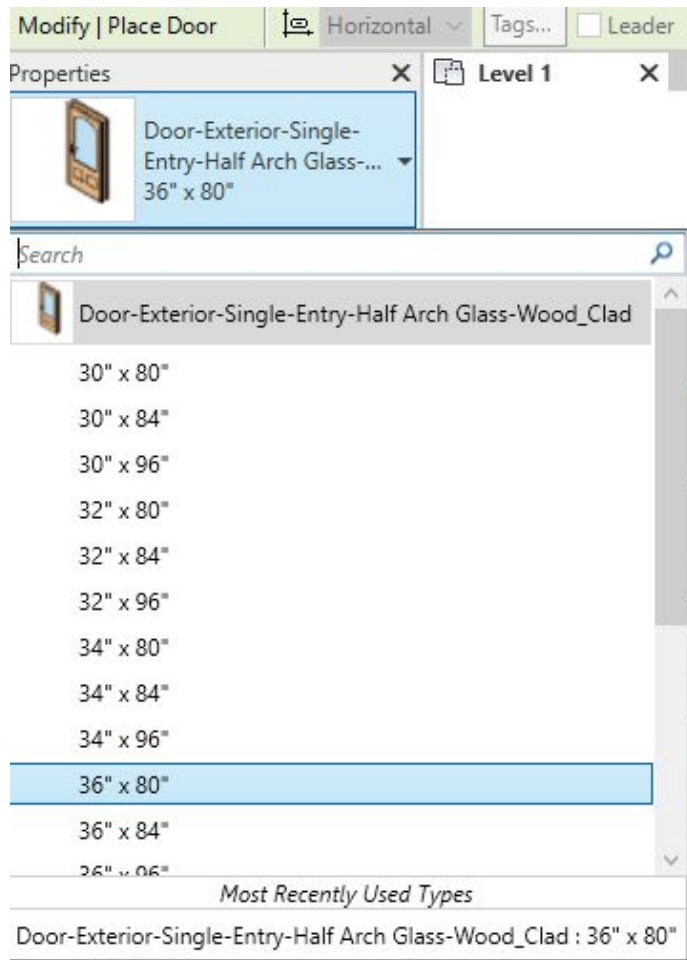 Modify | Place Door Horizontal Tags... Leader
Properties Level 1
Door-Exterior-Single-
Entry-Half Arch Glass-...
36" x 80"
Search
Door-Exterior-Single-Entry-Half Arch Glass-Wood_Clad
30" x 80"
30" x 84"
30" x 96"
32" x 80"
32" x 84"
32" x 96"
34" x 80"
34" x 84"
34" x 96"
36" x 80"
36" x 84"
36" x 96"
Most Recently Used Types
Door-Exterior-Single-Entry-Half Arch Glass-Wood_Clad : 36" x 80"